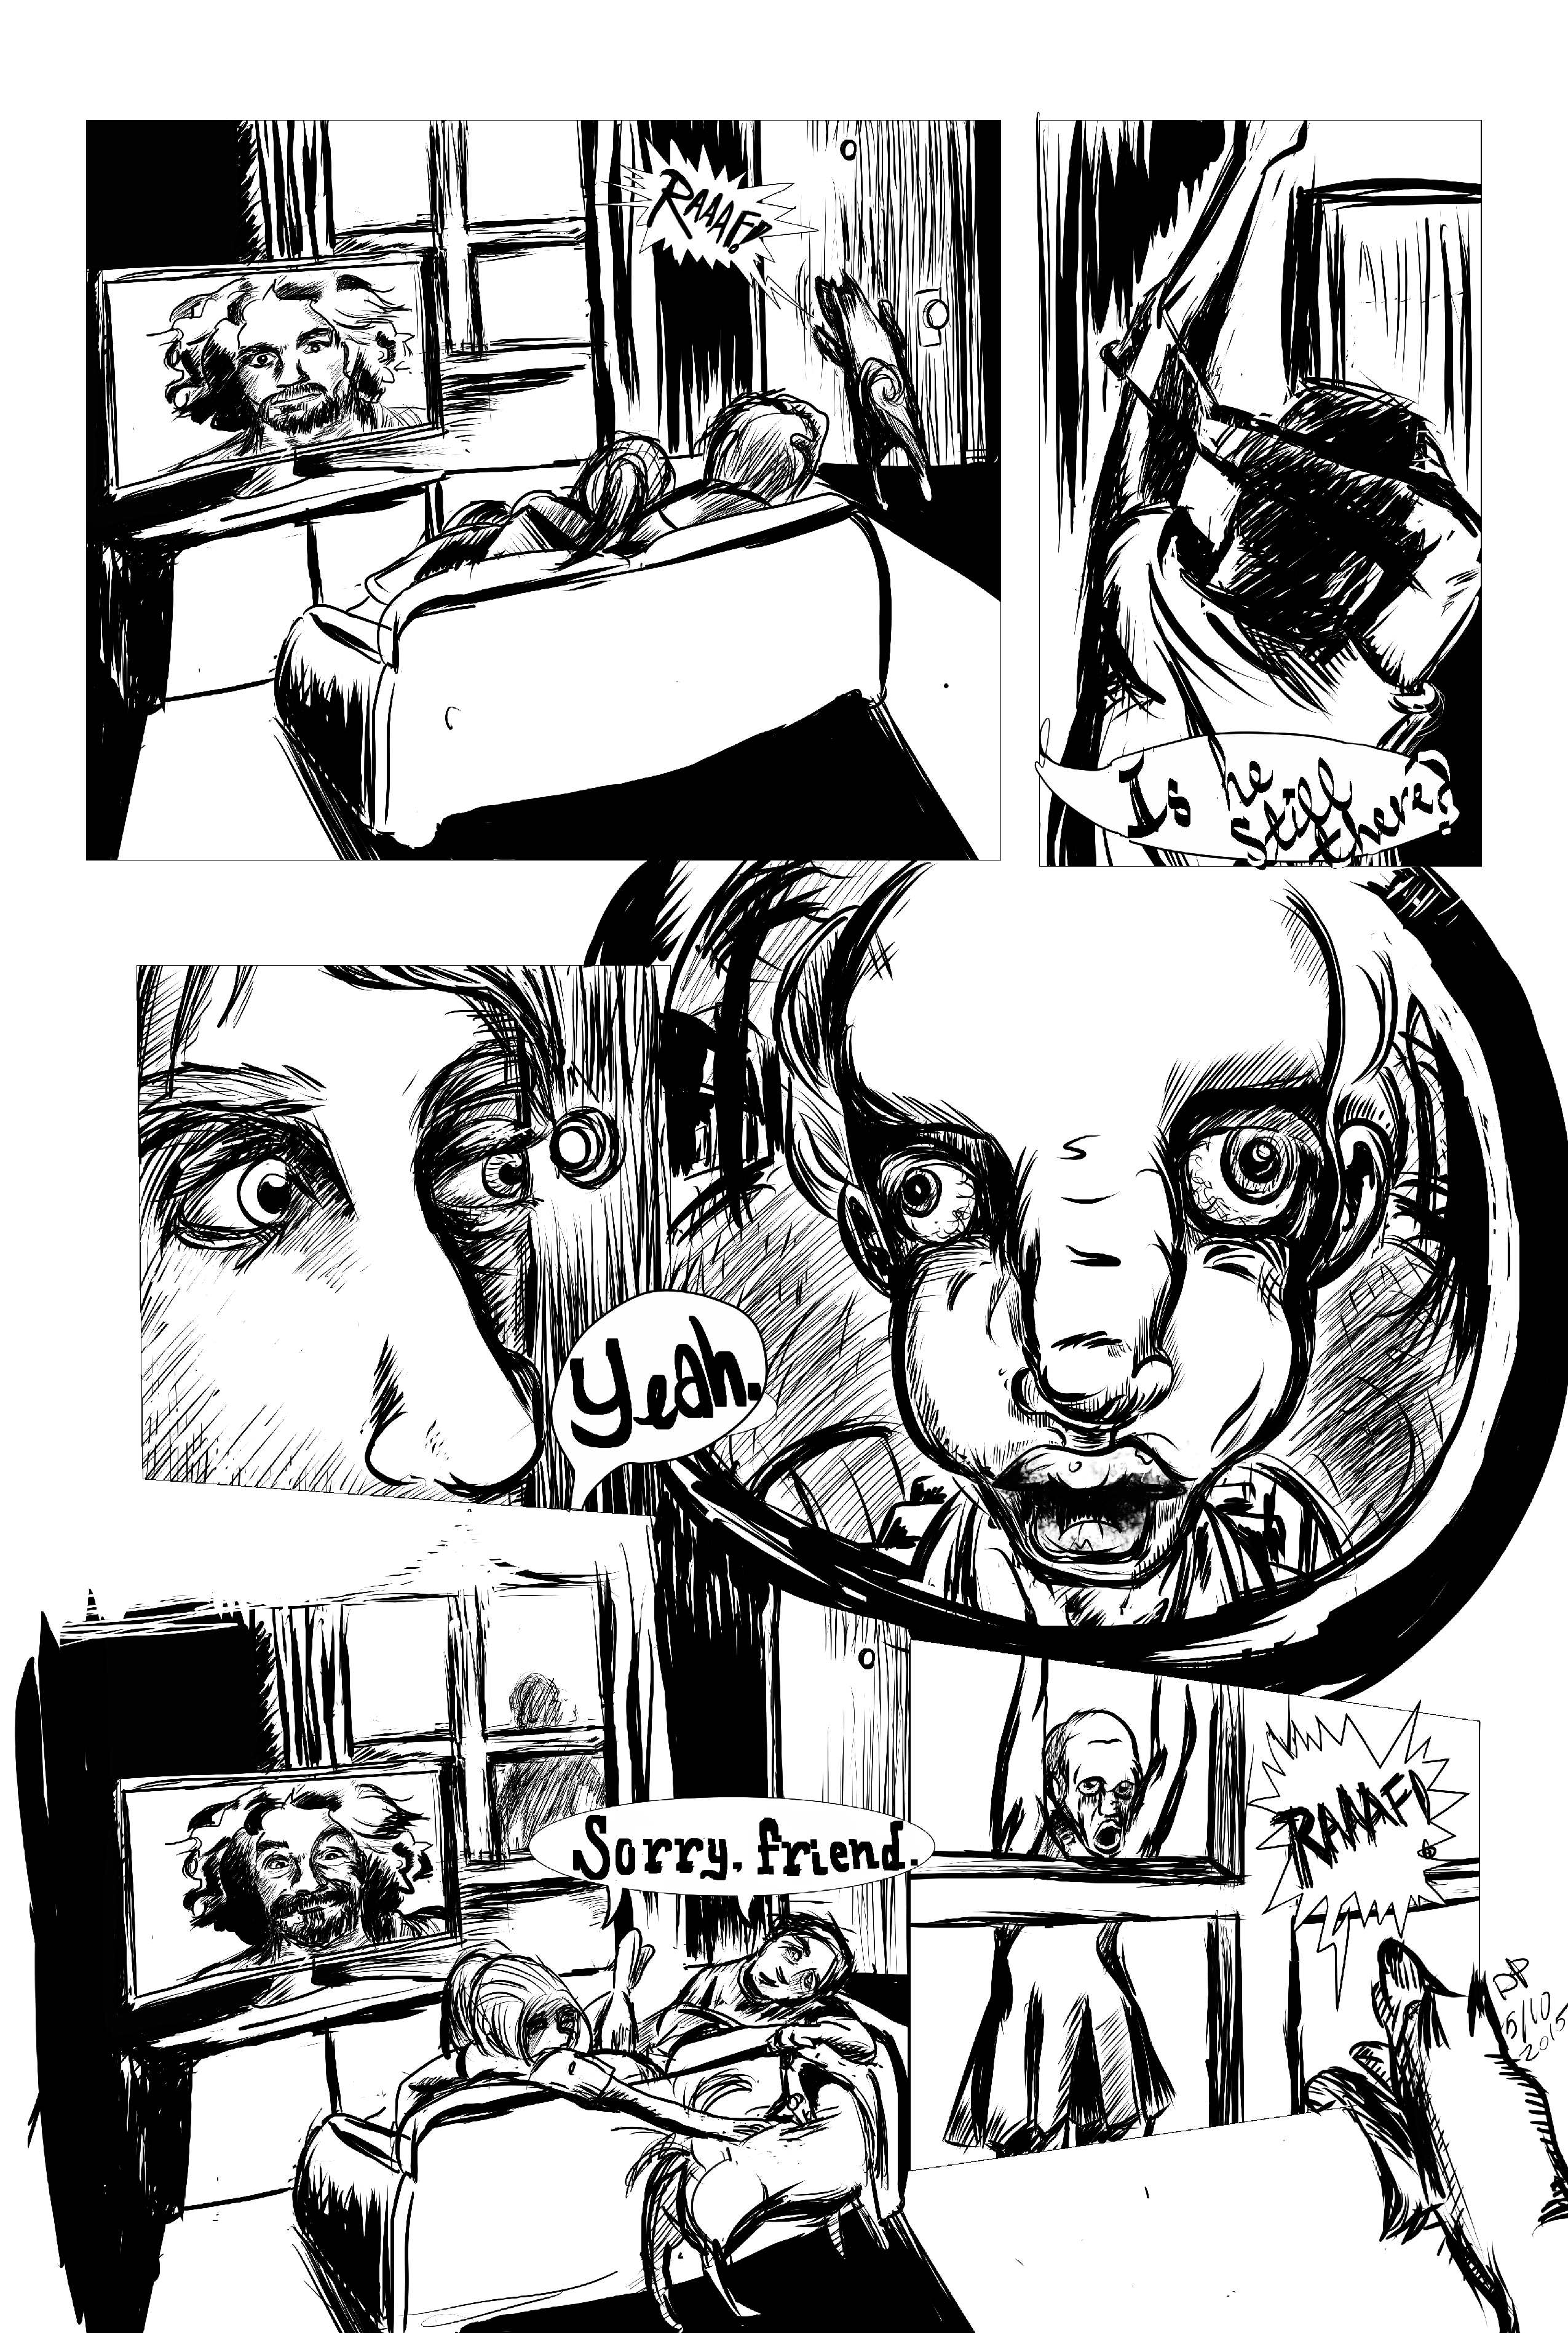 RAAAF!
Is he
still
there?
Yeah.
Sorry, friend.
RAAAF!
DP
5/10
2015